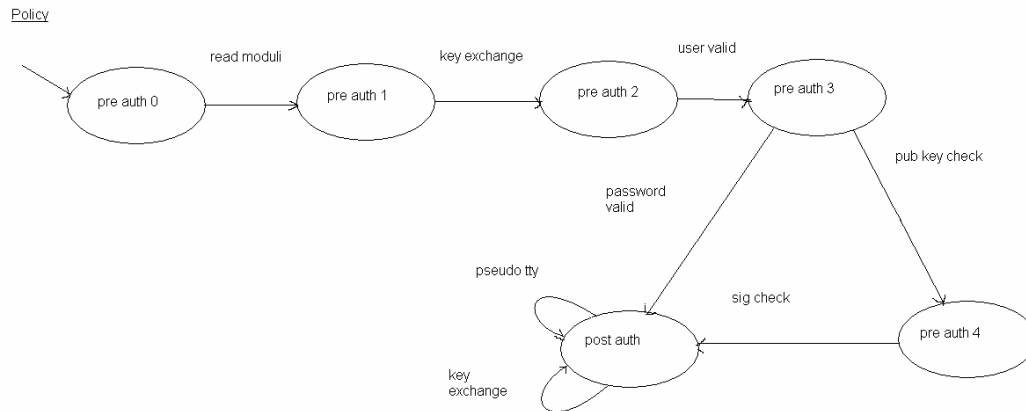 Policy
read moduli
key exchange
user valid
pre auth 0
pre auth 1
pre auth 2
pre auth 3
pub key check
password
valid
pseudo tty
sig check
post auth
pre auth 4
key
exchange